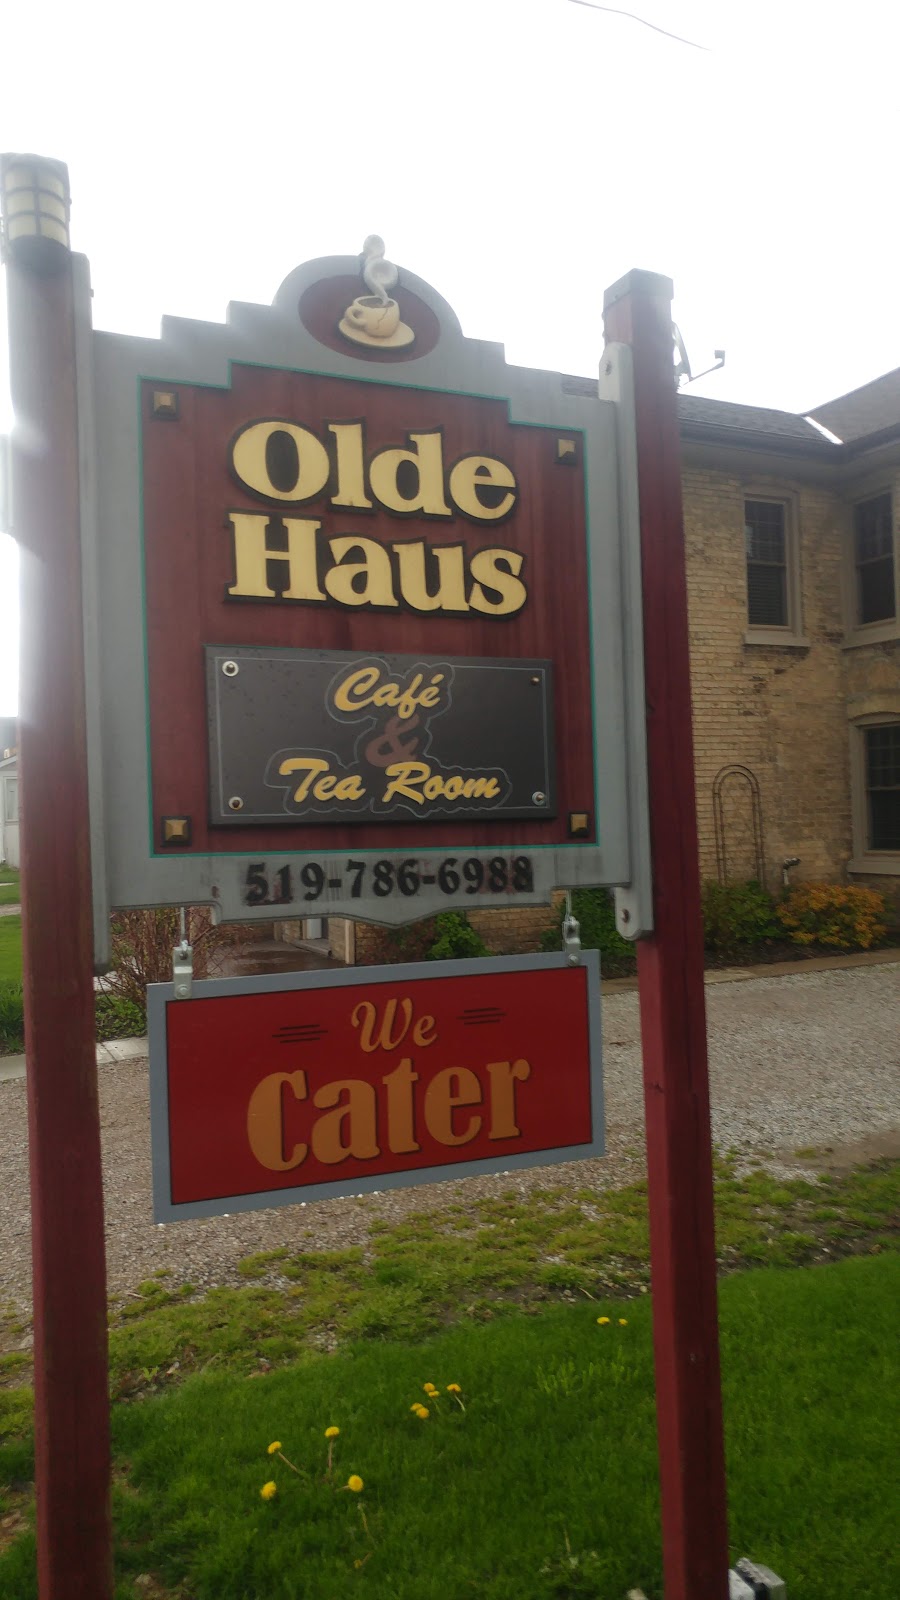 Olde
Haus
Café
&
Tea Room
519-786-6988
We
Cater